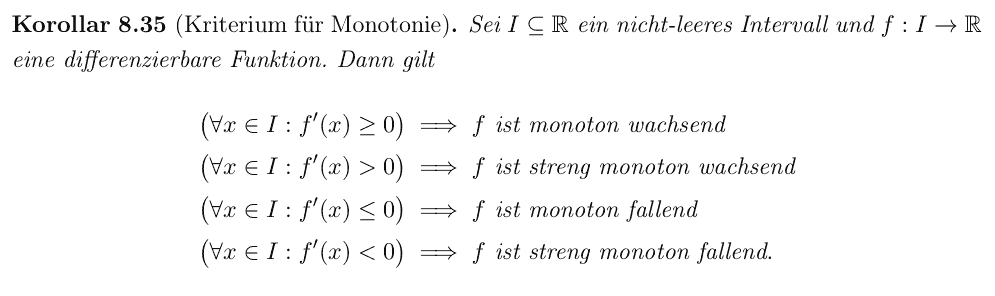 Korollar 8.35 (Kriterium für Monotonie). Sei I ⊆ ℝ ein nicht-leeres Intervall und f : I → ℝ
eine differenzierbare Funktion. Dann gilt
(∀x ∈ I : f′(x) ≥ 0) ⟹ f ist monoton wachsend
(∀x ∈ I : f′(x) > 0) ⟹ f ist streng monoton wachsend
(∀x ∈ I : f′(x) ≤ 0) ⟹ f ist monoton fallend
(∀x ∈ I : f′(x) < 0) ⟹ f ist streng monoton fallend.